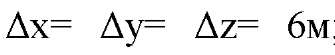 Δx= Δy= Δz= 6м;